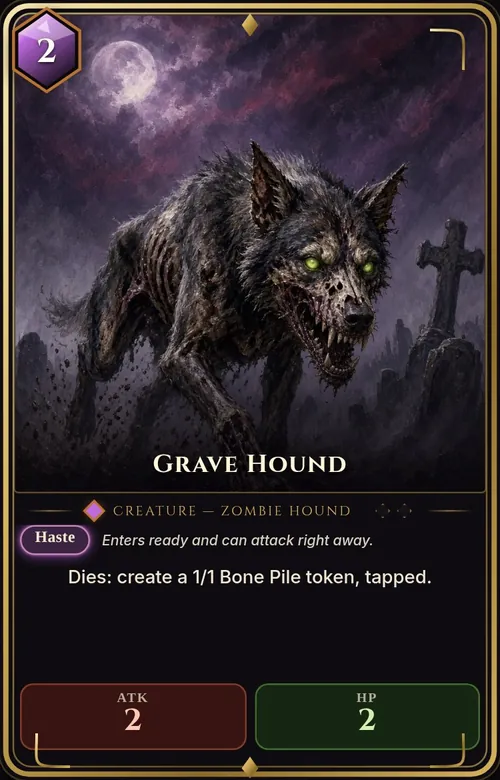 2
Grave Hound
Creature — Zombie Hound
Haste Enters ready and can attack right away.
Dies: create a 1/1 Bone Pile token, tapped.
ATK
2
HP
2